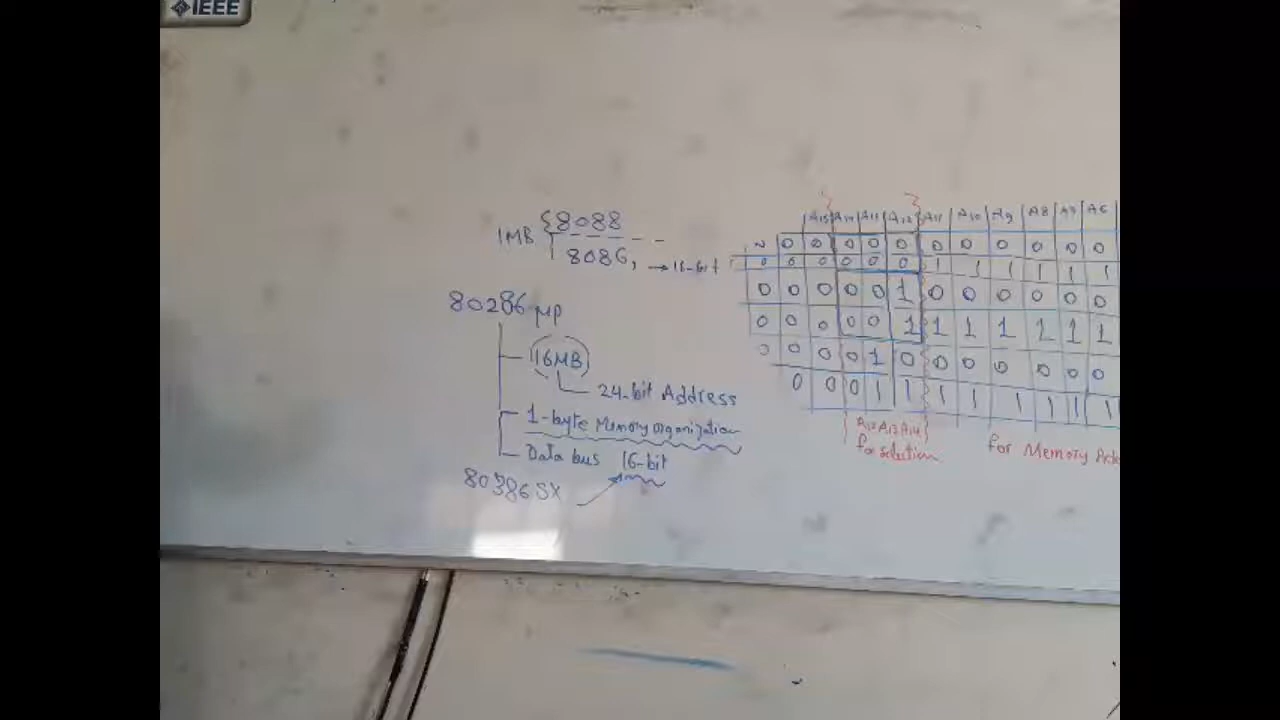 IEEE
1MB { 8088
8086, → 16-bit
80286 µp
16MB
24-bit Address
1-byte Memory organization
Data bus 16-bit
80386 SX
A15 A14 A13 A12 A11 A10 A9 A8 A7 A6
0 0 0 0 0 0 0 0 0 0 0
0 0 0 0 0 0 1 1 1 1 1 1
0 0 0 0 0 1 0 0 0 0 0 0
0 0 0 0 0 1 1 1 1 1 1 1
0 0 0 0 1 0 0 0 0 0 0 0
0 0 0 1 1 1 1 1 1 1 1
A12 A13 A14
for selution
for Memory